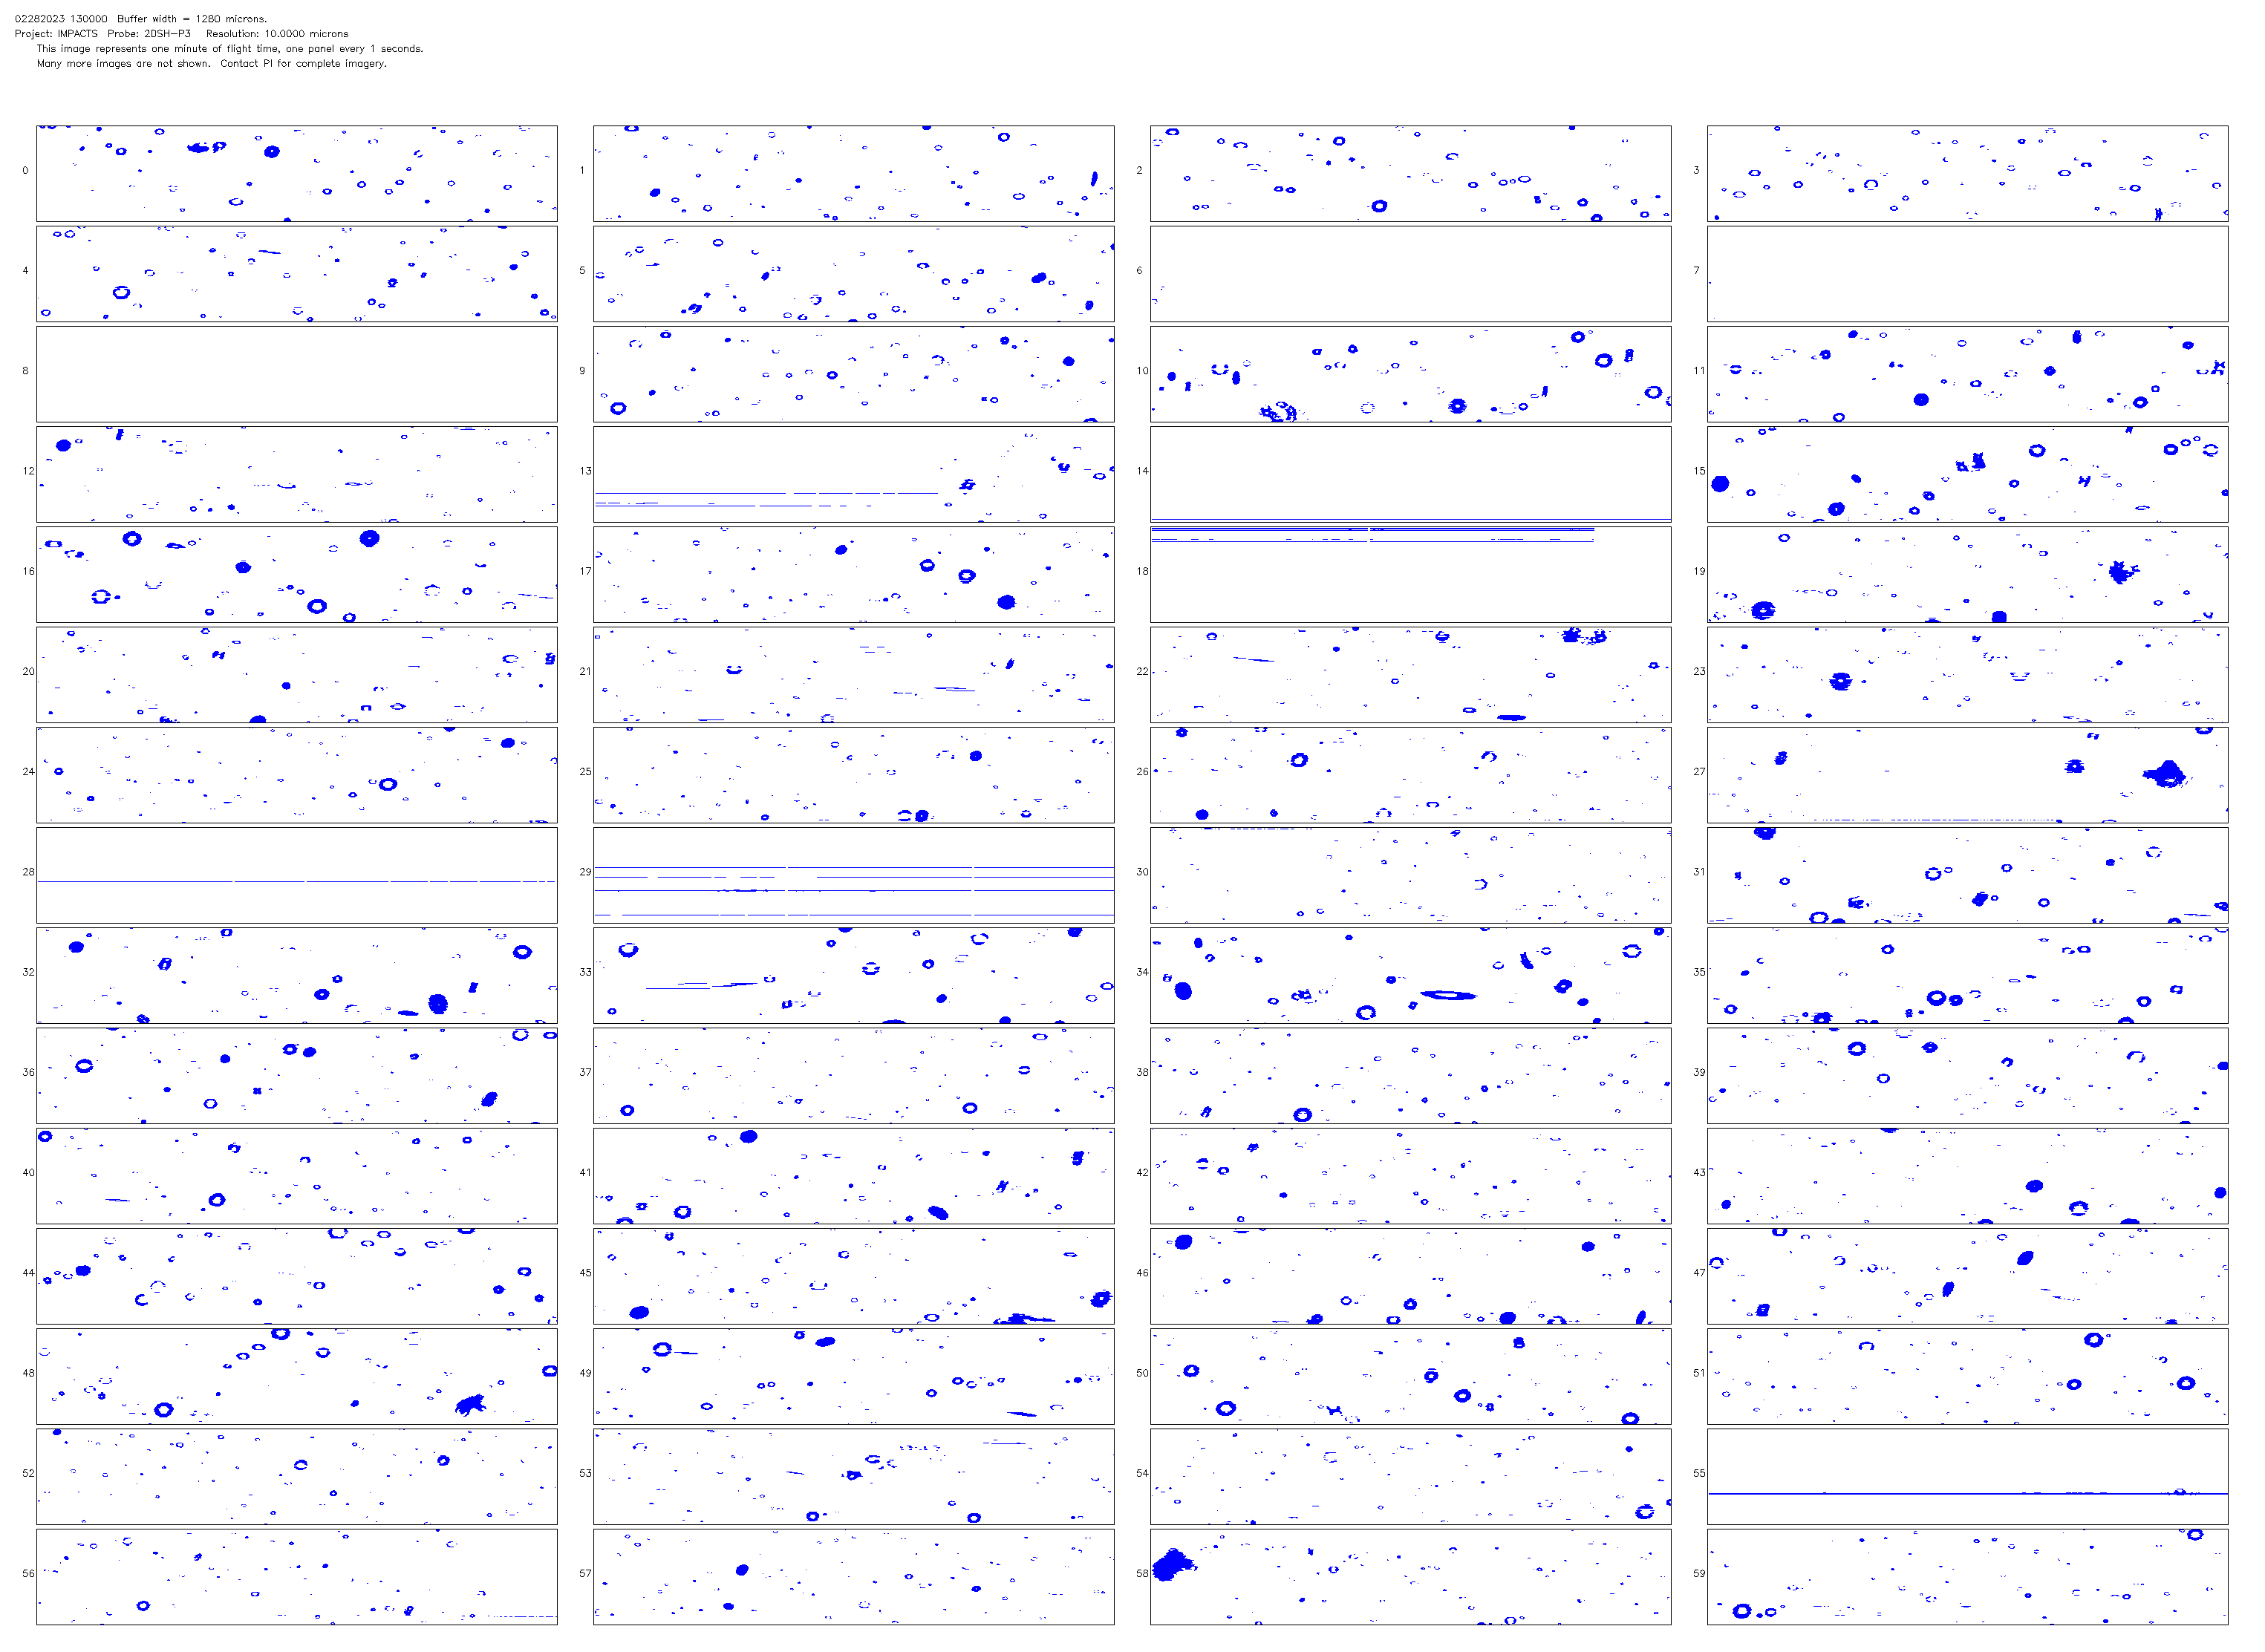 02282023 130000  Buffer width = 1280 microns.
Project: IMPACTS  Probe: 2DSH-P3    Resolution: 10.0000 microns
This image represents one minute of flight time, one panel every 1 seconds.
Many more images are not shown.  Contact PI for complete imagery.
0 1 2 3
4 5 6 7
8 9 10 11
12 13 14 15
16 17 18 19
20 21 22 23
24 25 26 27
28 29 30 31
32 33 34 35
36 37 38 39
40 41 42 43
44 45 46 47
48 49 50 51
52 53 54 55
56 57 58 59